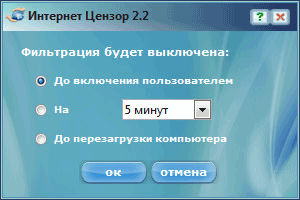 Интернет Цензор 2.2
Фильтрация будет выключена:
До включения пользователем
На 5 минут
До перезагрузки компьютера
ок отмена